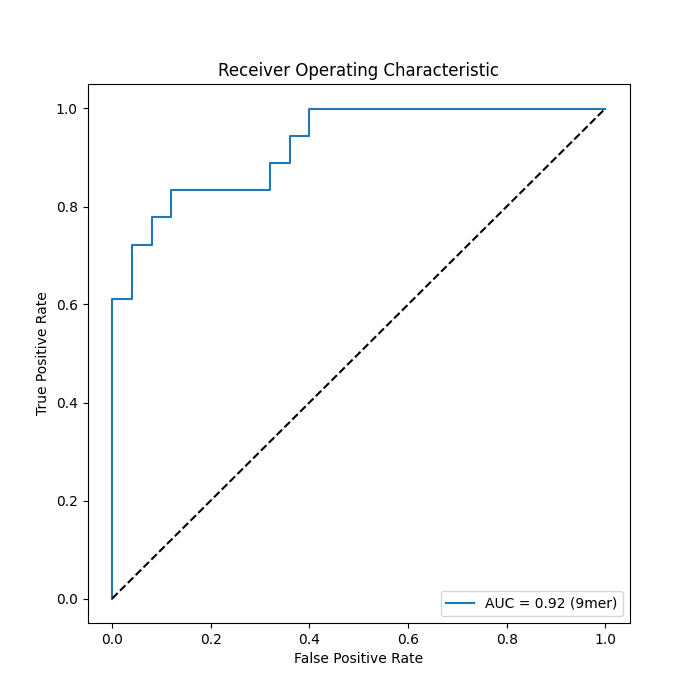 Receiver Operating Characteristic
1.0
0.8
0.6
0.4
0.2
0.0
True Positive Rate
AUC = 0.92 (9mer)
0.0 0.2 0.4 0.6 0.8 1.0
False Positive Rate